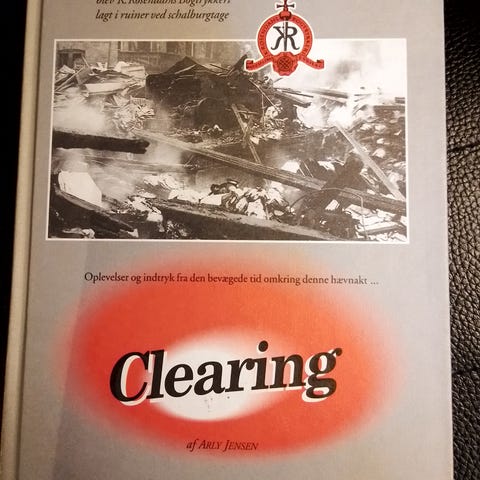 blev R. Rosendahls Bogtrykkeri
lagt i ruiner ved schalburgtage
Oplevelser og indtryk fra den bevægede tid omkring denne hævnakt ...
Clearing
af ARLY JENSEN